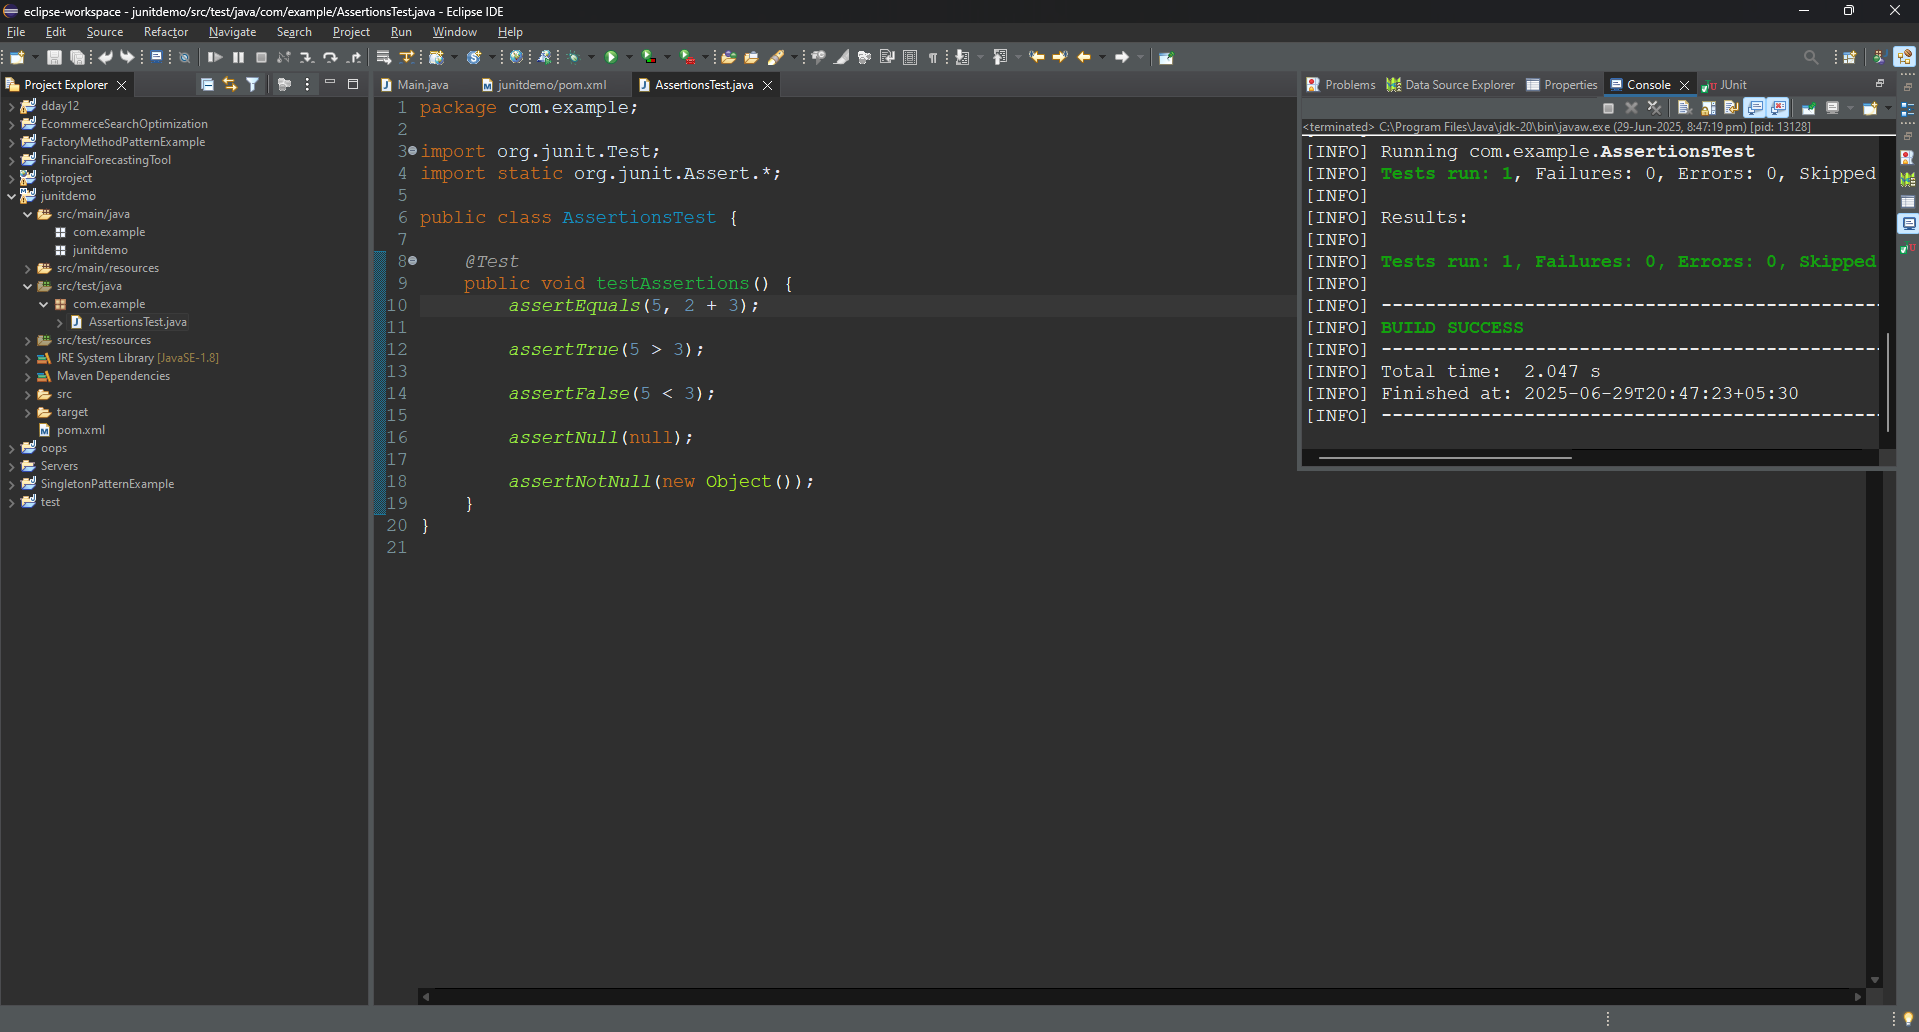 eclipse-workspace - junitdemo/src/test/java/com/example/AssertionsTest.java - Eclipse IDE
File Edit Source Refactor Navigate Search Project Run Window Help
Project Explorer
dday12
EcommerceSearchOptimization
FactoryMethodPatternExample
FinancialForecastingTool
iotproject
junitdemo
src/main/java
com.example
junitdemo
src/main/resources
src/test/java
com.example
AssertionsTest.java
src/test/resources
JRE System Library [JavaSE-1.8]
Maven Dependencies
src
target
pom.xml
oops
Servers
SingletonPatternExample
test
Main.java junitdemo/pom.xml AssertionsTest.java
1 package com.example;
2
3 import org.junit.Test;
4 import static org.junit.Assert.*;
5
6 public class AssertionsTest {
7
8 @Test
9 public void testAssertions() {
10 assertEquals(5, 2 + 3);
11
12 assertTrue(5 > 3);
13
14 assertFalse(5 < 3);
15
16 assertNull(null);
17
18 assertNotNull(new Object());
19 }
20 }
21
Problems Data Source Explorer Properties Console JUnit
<terminated> C:\Program Files\Java\jdk-20\bin\javaw.exe (29-Jun-2025, 8:47:19 pm) [pid: 13128]
[INFO] Running com.example.AssertionsTest
[INFO] Tests run: 1, Failures: 0, Errors: 0, Skipped
[INFO]
[INFO] Results:
[INFO]
[INFO] Tests run: 1, Failures: 0, Errors: 0, Skipped
[INFO]
[INFO] ----------------------------------------------
[INFO] BUILD SUCCESS
[INFO] ----------------------------------------------
[INFO] Total time:  2.047 s
[INFO] Finished at: 2025-06-29T20:47:23+05:30
[INFO] ----------------------------------------------